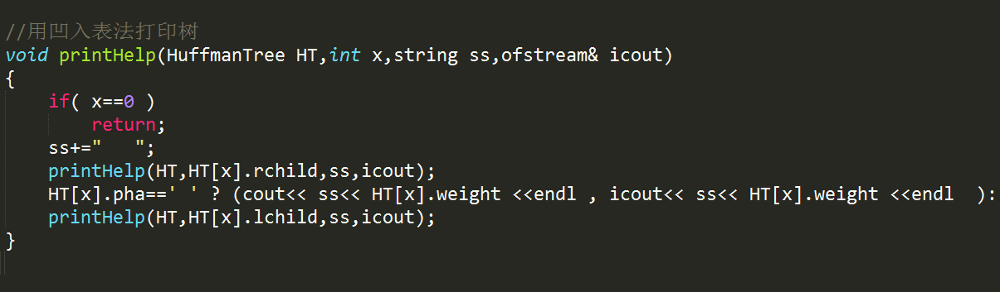 //用凹入表法打印树
void printHelp(HuffmanTree HT,int x,string ss,ofstream& icout)
{
    if( x==0 )
        return;
    ss+="   ";
    printHelp(HT,HT[x].rchild,ss,icout);
    HT[x].pha==' ' ? (cout<< ss<< HT[x].weight <<endl , icout<< ss<< HT[x].weight <<endl  ):
    printHelp(HT,HT[x].lchild,ss,icout);
}